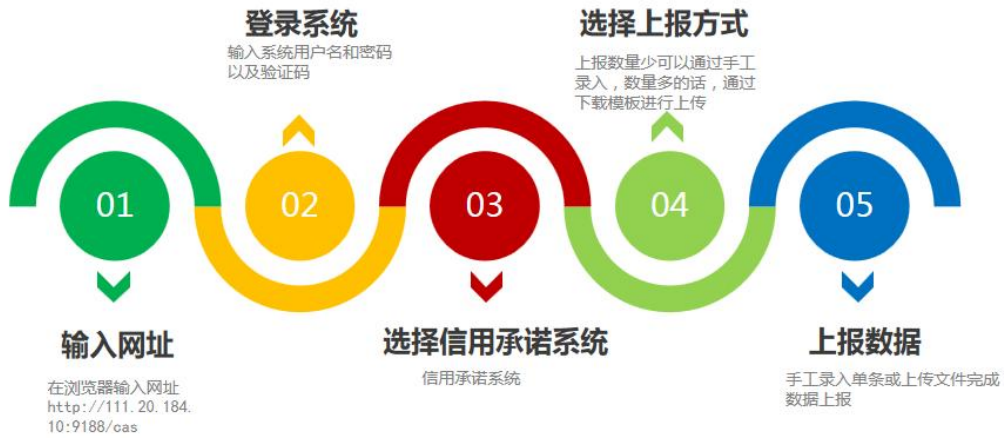 登录系统
输入系统用户名和密码
以及验证码
选择上报方式
上报数量少可以通过手工
录入，数量多的话，通过
下载模板进行上传
01
02
03
04
05
输入网址
在浏览器输入网址
http://111.20.184.
10:9188/cas
选择信用承诺系统
信用承诺系统
上报数据
手工录入单条或上传文件完成
数据上报